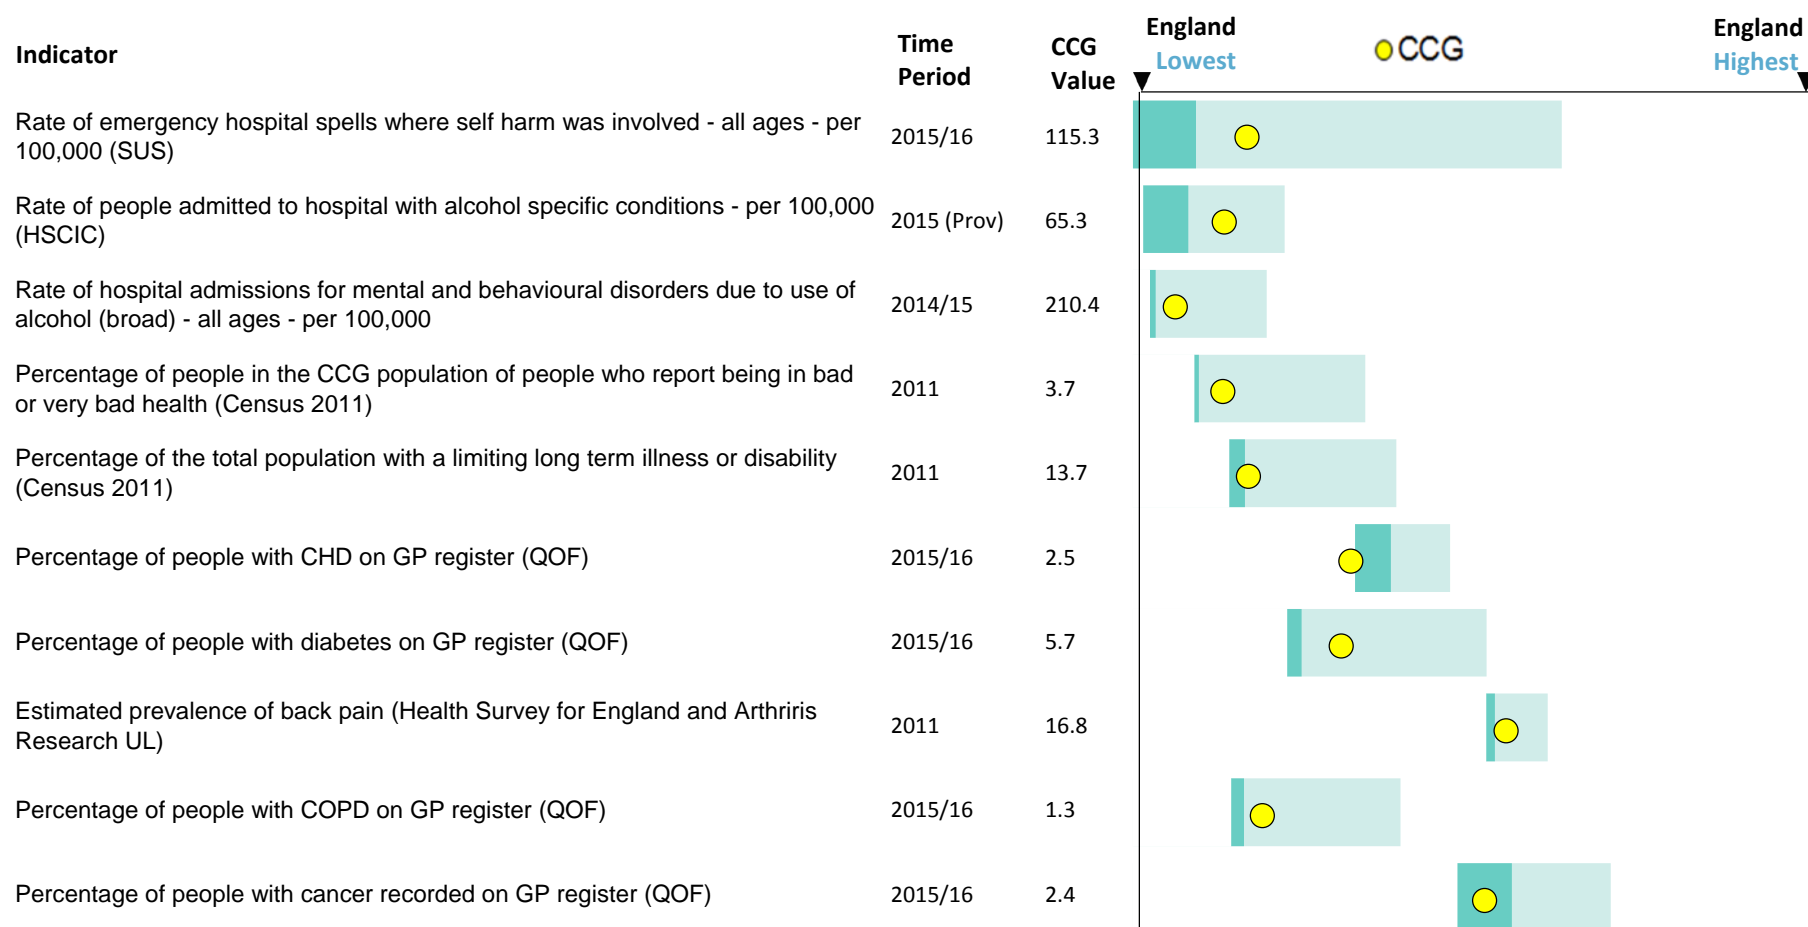 Indicator
Time
Period
CCG
Value
England
Lowest
CCG
England
Highest
Rate of emergency hospital spells where self harm was involved - all ages - per
100,000 (SUS)
2015/16
115.3
Rate of people admitted to hospital with alcohol specific conditions - per 100,000
(HSCIC)
2015 (Prov)
65.3
Rate of hospital admissions for mental and behavioural disorders due to use of
alcohol (broad) - all ages - per 100,000
2014/15
210.4
Percentage of people in the CCG population of people who report being in bad
or very bad health (Census 2011)
2011
3.7
Percentage of the total population with a limiting long term illness or disability
(Census 2011)
2011
13.7
Percentage of people with CHD on GP register (QOF)
2015/16
2.5
Percentage of people with diabetes on GP register (QOF)
2015/16
5.7
Estimated prevalence of back pain (Health Survey for England and Arthriris
Research UL)
2011
16.8
Percentage of people with COPD on GP register (QOF)
2015/16
1.3
Percentage of people with cancer recorded on GP register (QOF)
2015/16
2.4